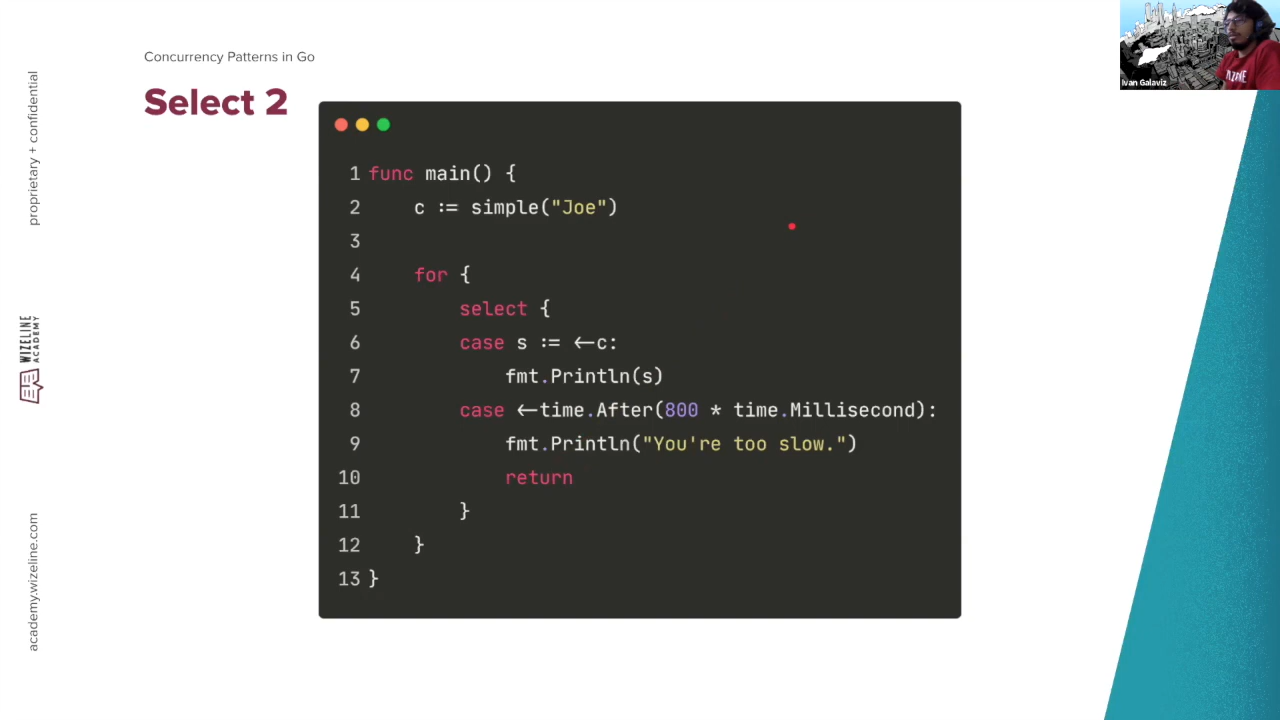 Concurrency Patterns in Go
Select 2
proprietary + confidential
WIZELINE
ACADEMY
academy.wizeline.com
1 func main() {
2 c := simple("Joe")
3
4 for {
5 select {
6 case s := <-c:
7 fmt.Println(s)
8 case <-time.After(800 * time.Millisecond):
9 fmt.Println("You're too slow.")
10 return
11 }
12 }
13 }
Ivan Galaviz